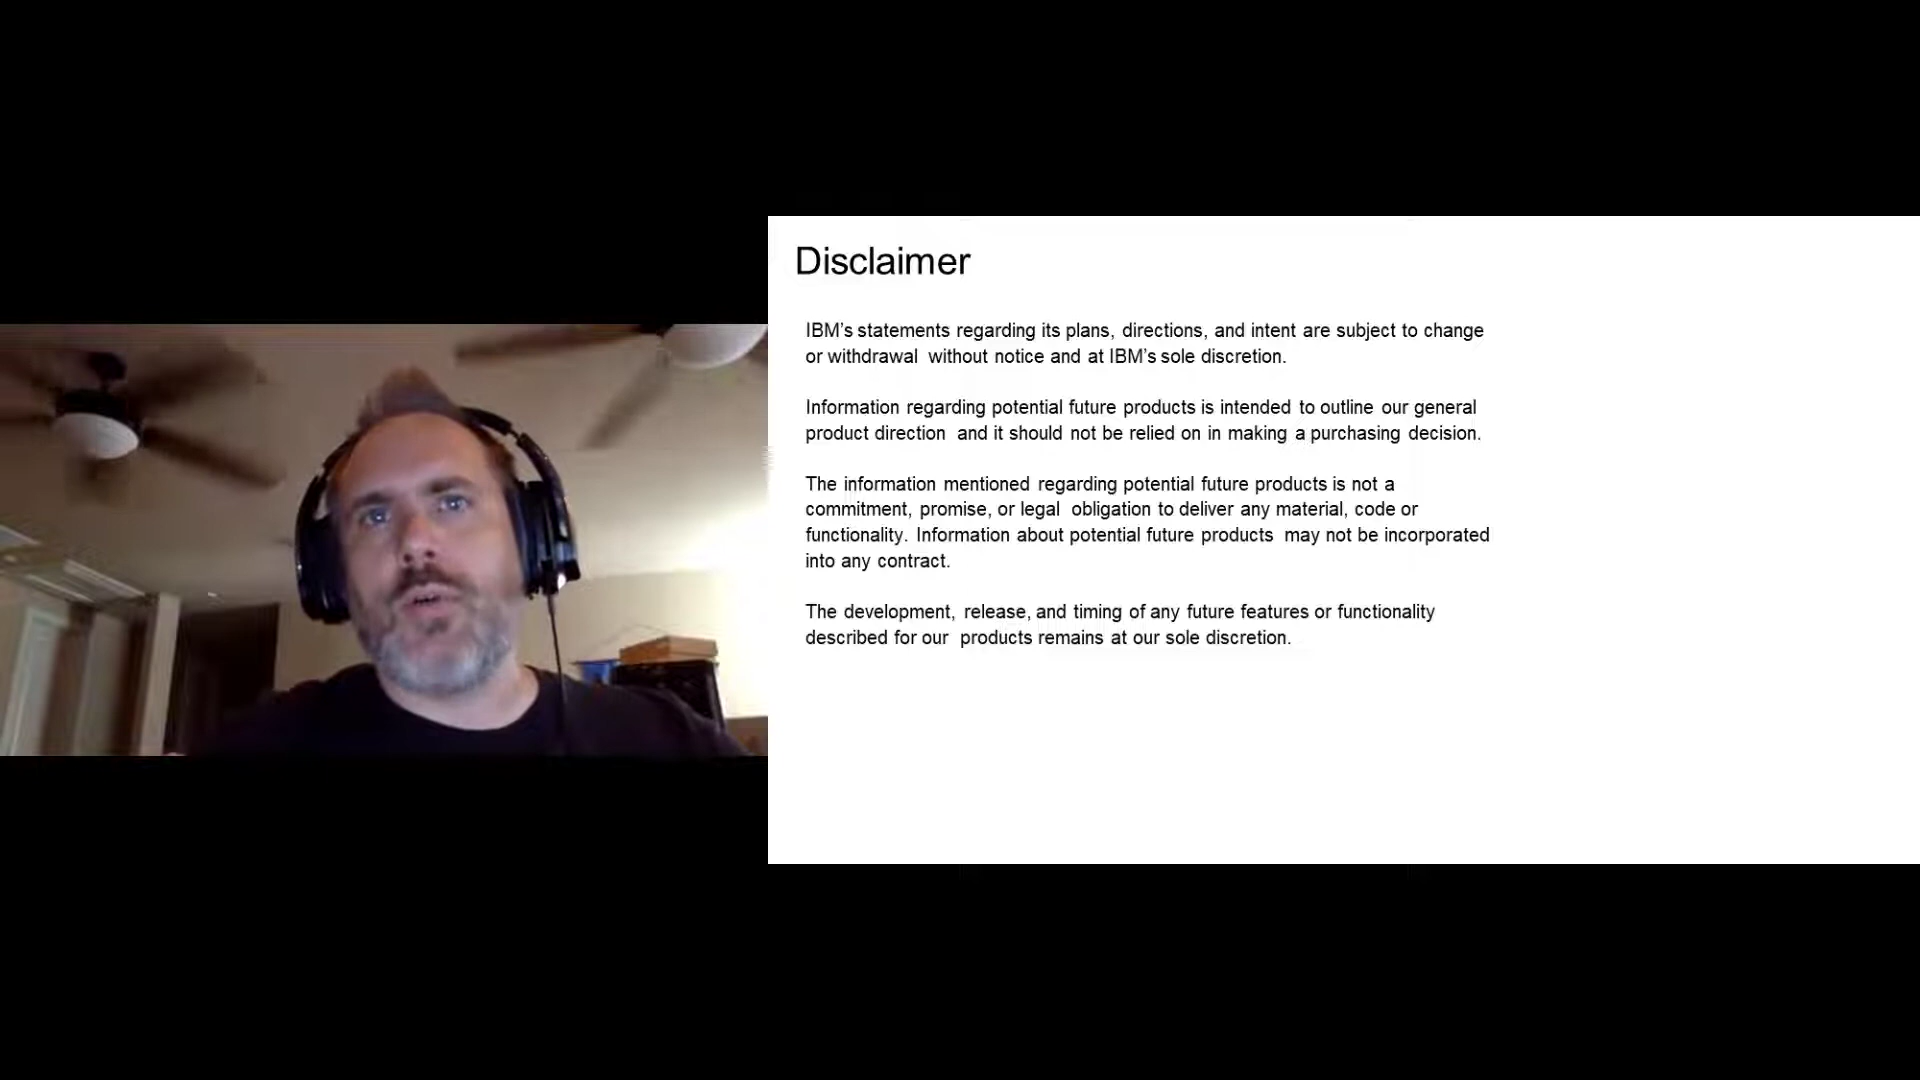 Disclaimer
IBM’s statements regarding its plans, directions, and intent are subject to change
or withdrawal without notice and at IBM’s sole discretion.
Information regarding potential future products is intended to outline our general
product direction and it should not be relied on in making a purchasing decision.
The information mentioned regarding potential future products is not a
commitment, promise, or legal obligation to deliver any material, code or
functionality. Information about potential future products may not be incorporated
into any contract.
The development, release, and timing of any future features or functionality
described for our products remains at our sole discretion.